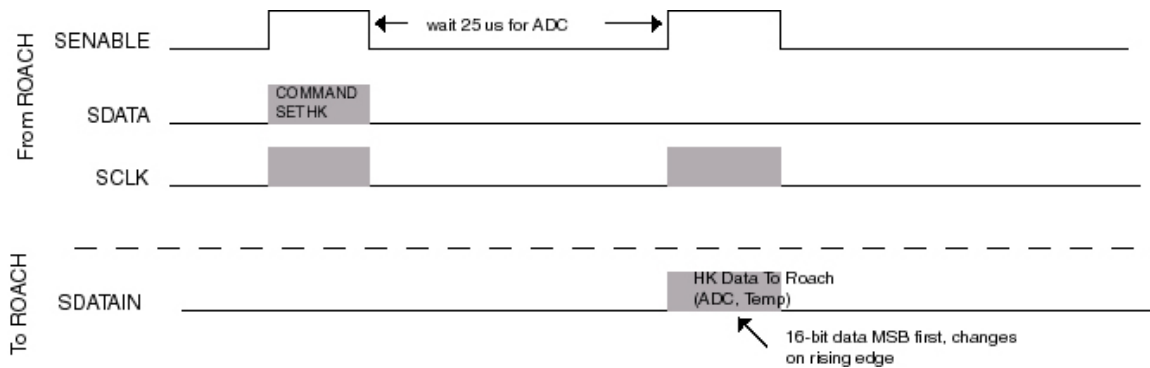 From ROACH
SENABLE
wait 25 us for ADC
SDATA
COMMAND
SETHK
SCLK
To ROACH
SDATAIN
HK Data To Roach
(ADC, Temp)
16-bit data MSB first, changes
on rising edge